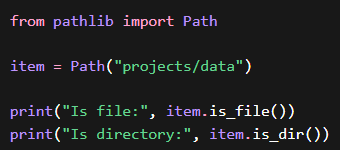 from pathlib import Path
item = Path("projects/data")
print("Is file:", item.is_file())
print("Is directory:", item.is_dir())